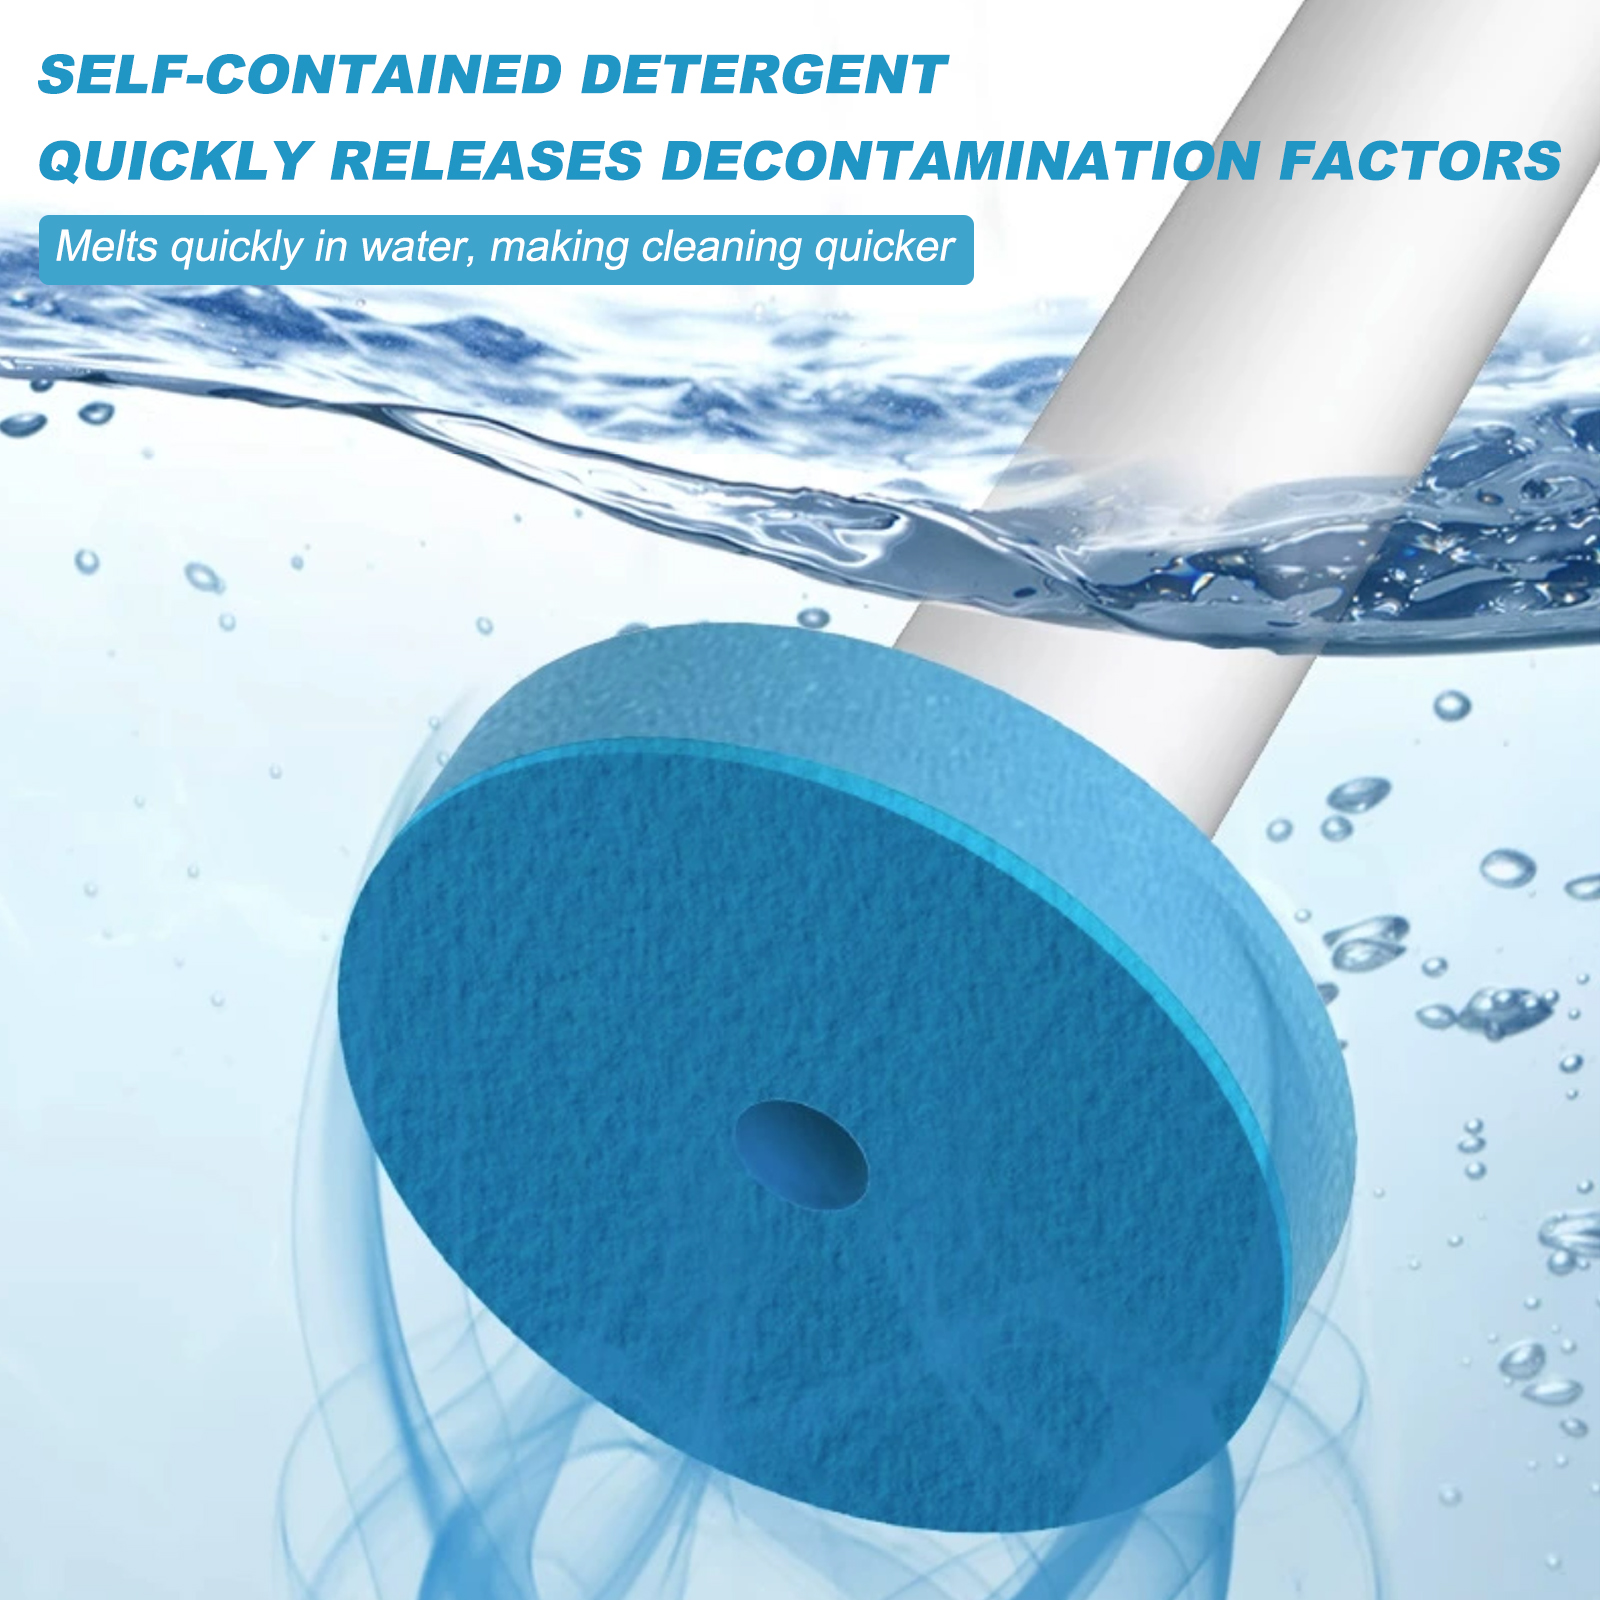 SELF-CONTAINED DETERGENT
QUICKLY RELEASES DECONTAMINATION FACTORS
Melts quickly in water, making cleaning quicker